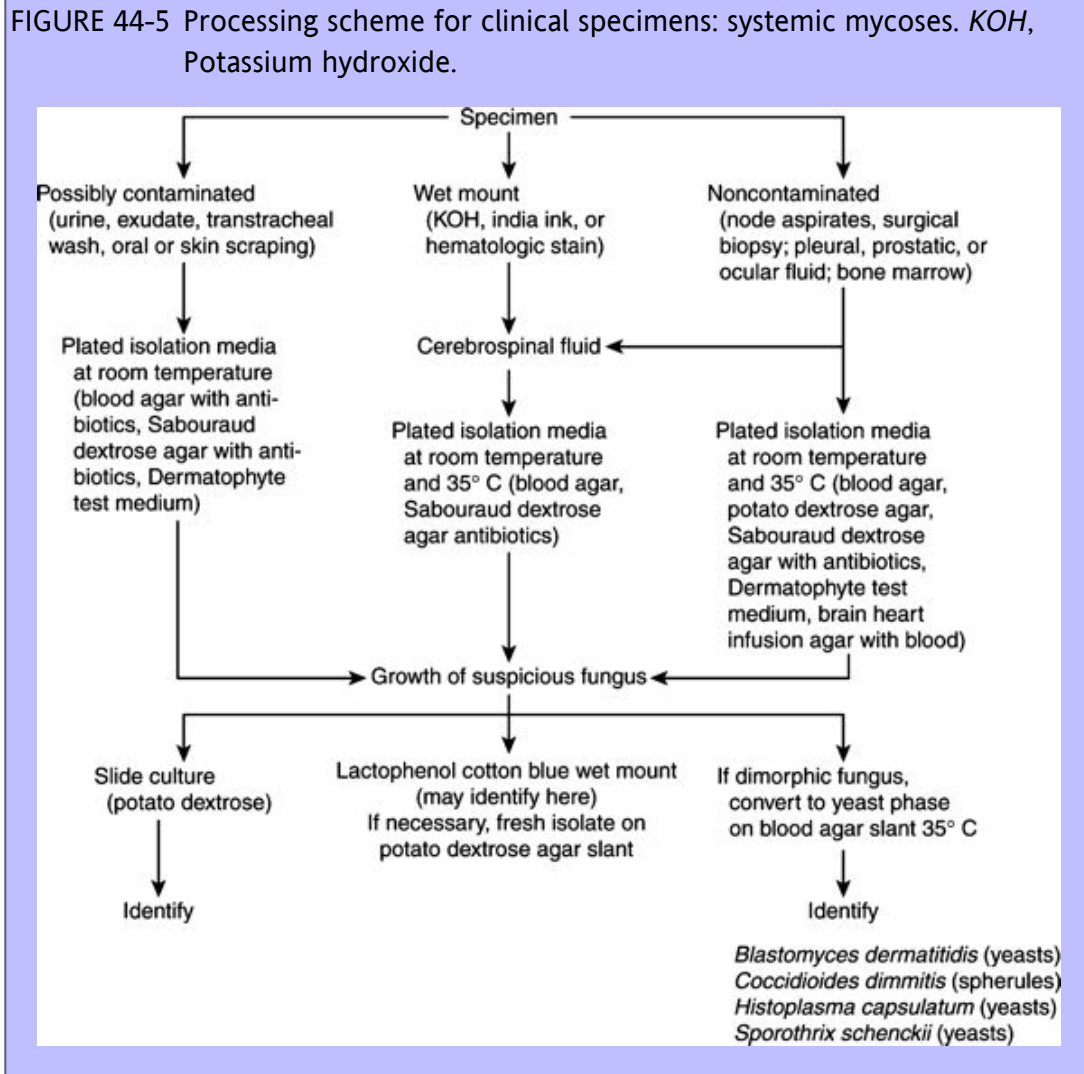 FIGURE 44-5 Processing scheme for clinical specimens: systemic mycoses. KOH,
Potassium hydroxide.
Specimen
Possibly contaminated
(urine, exudate, transtracheal
wash, oral or skin scraping)
Wet mount
(KOH, india ink, or
hematologic stain)
Noncontaminated
(node aspirates, surgical
biopsy; pleural, prostatic, or
ocular fluid; bone marrow)
Plated isolation media
at room temperature
(blood agar with anti-
biotics, Sabouraud
dextrose agar with anti-
biotics, Dermatophyte
test medium)
Cerebrospinal fluid
Plated isolation media
at room temperature
and 35° C (blood agar,
Sabouraud dextrose
agar antibiotics)
Plated isolation media
at room temperature
and 35° C (blood agar,
potato dextrose agar,
Sabouraud dextrose
agar with antibiotics,
Dermatophyte test
medium, brain heart
infusion agar with blood)
Growth of suspicious fungus
Slide culture
(potato dextrose)
Lactophenol cotton blue wet mount
(may identify here)
If necessary, fresh isolate on
potato dextrose agar slant
If dimorphic fungus,
convert to yeast phase
on blood agar slant 35° C
Identify
Identify
Blastomyces dermatitidis (yeasts)
Coccidioides dimmitis (spherules)
Histoplasma capsulatum (yeasts)
Sporothrix schenckii (yeasts)